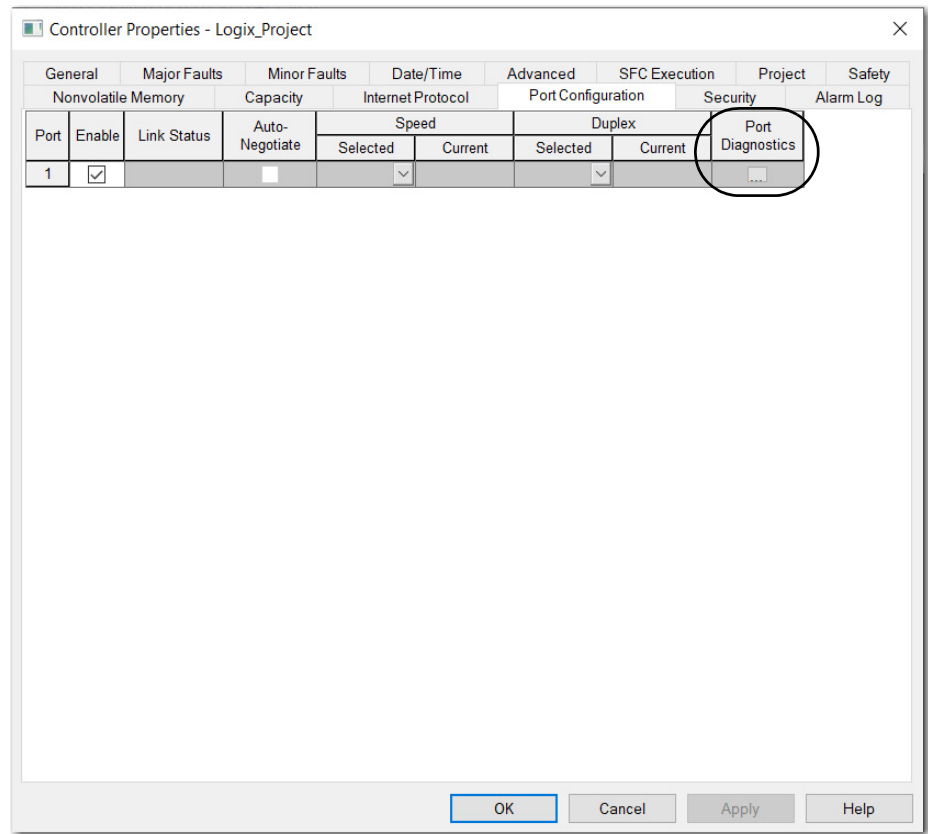 Controller Properties - Logix_Project
General Major Faults Minor Faults Date/Time Advanced SFC Execution Project Safety
Nonvolatile Memory Capacity Internet Protocol Port Configuration Security Alarm Log
Port Enable Link Status Auto-Negotiate Speed Duplex Port Diagnostics
Selected Current Selected Current
1 ...
OK Cancel Apply Help